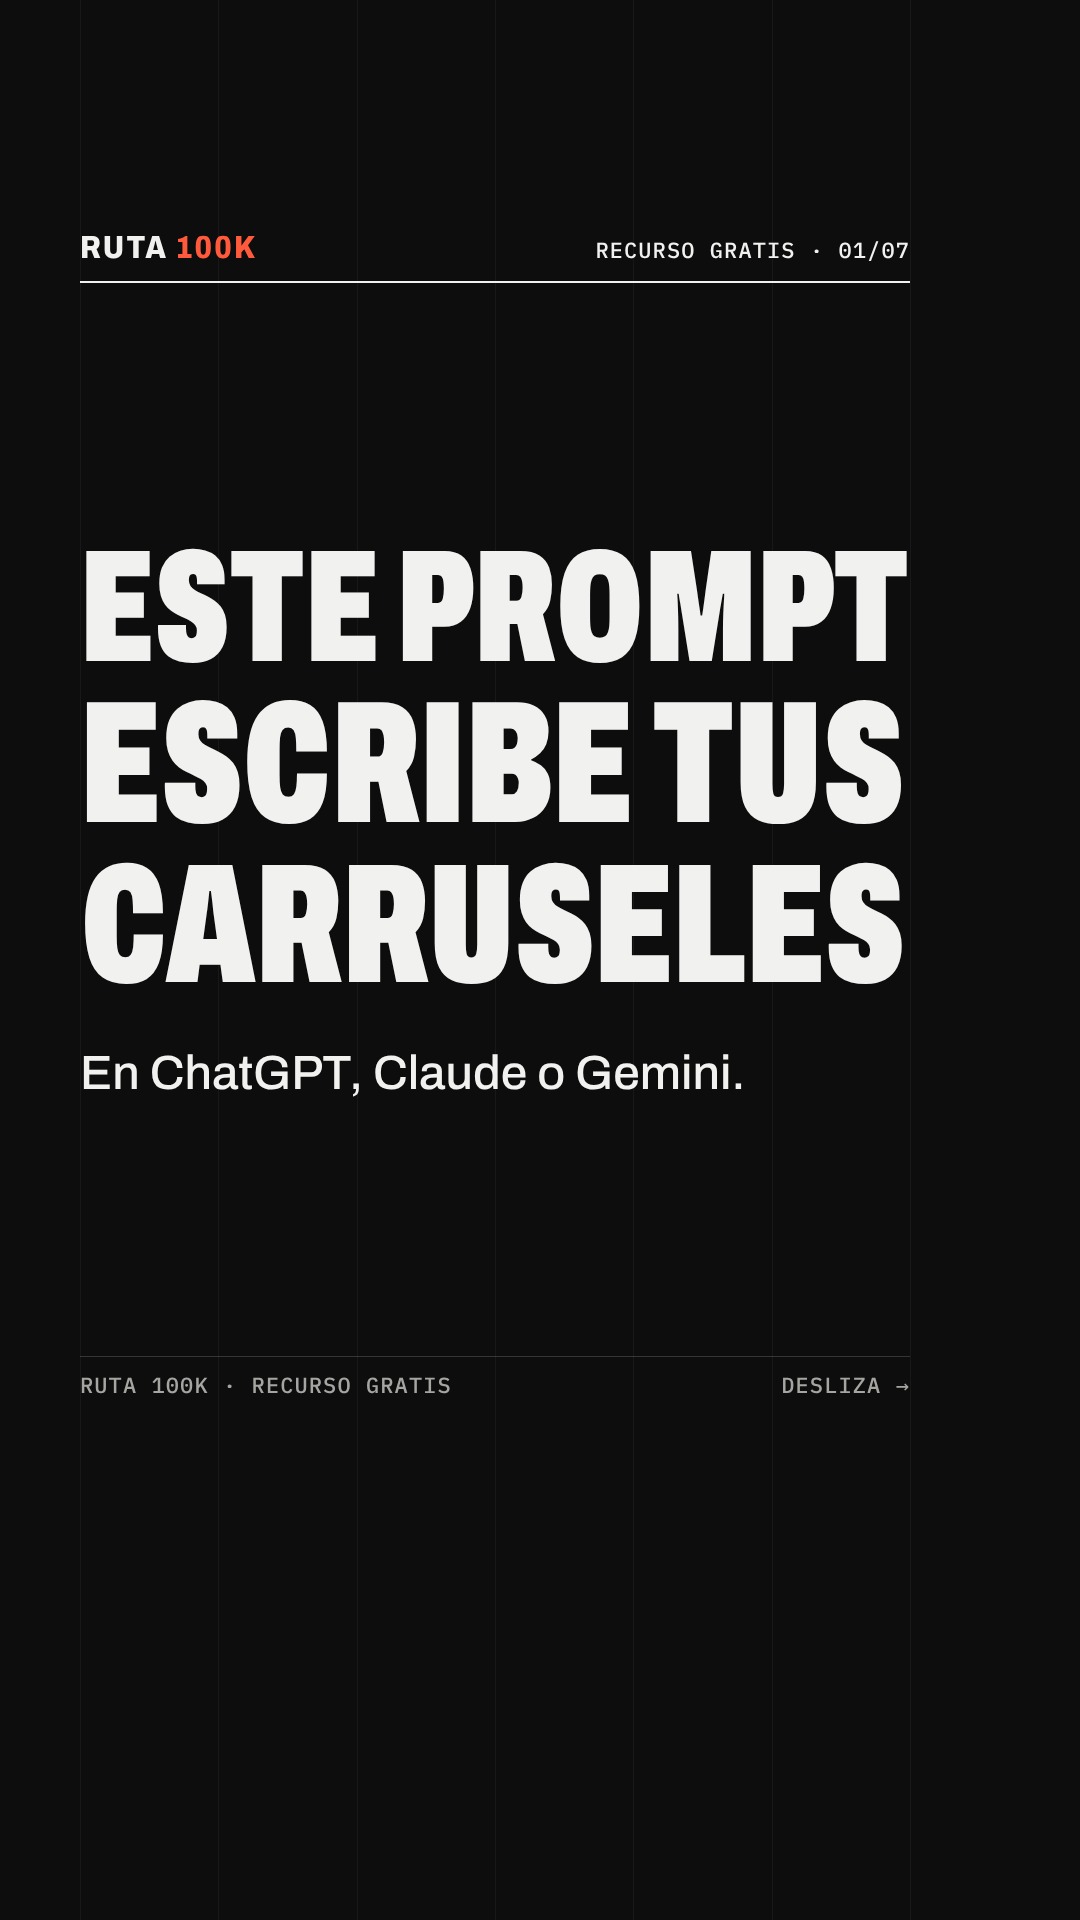 RUTA 100K
RECURSO GRATIS · 01/07
ESTE PROMPT
ESCRIBE TUS
CARRUSELES
En ChatGPT, Claude o Gemini.
RUTA 100K · RECURSO GRATIS
DESLIZA →